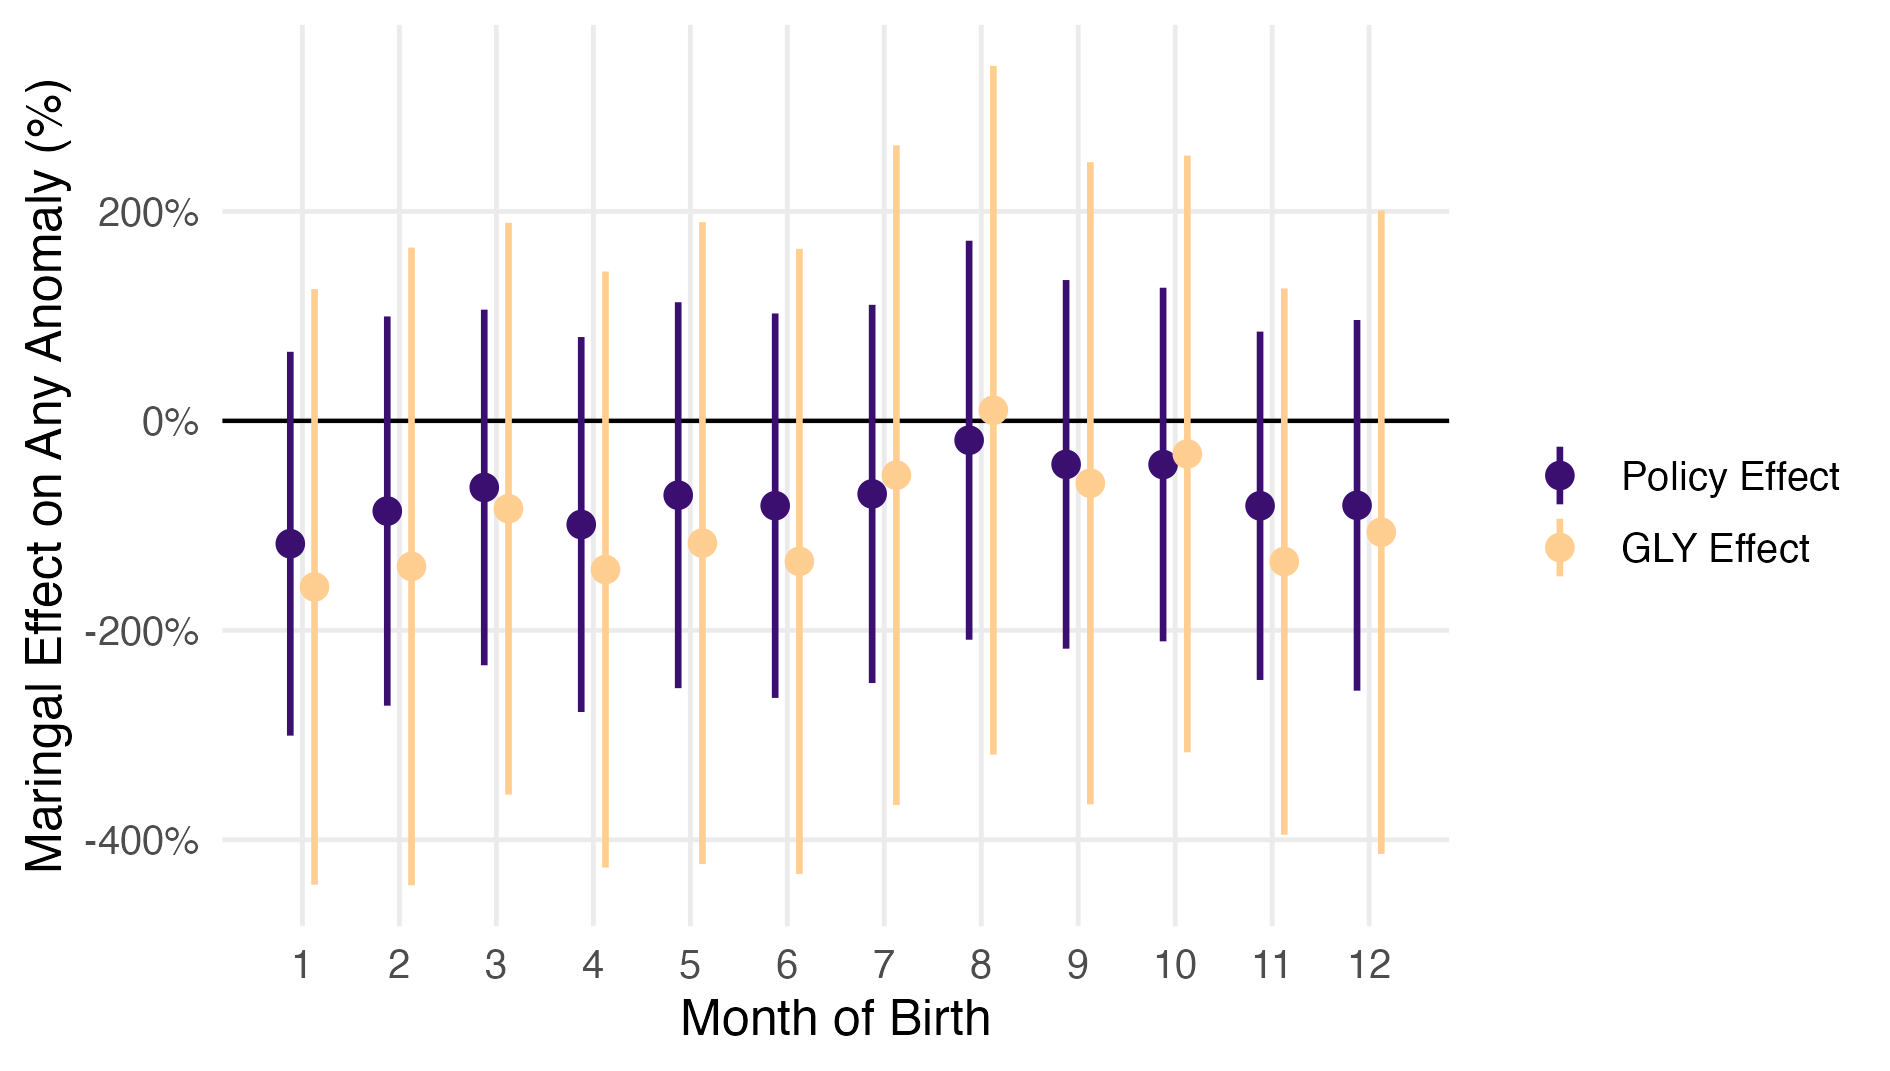 Maringal Effect on Any Anomaly (%)
200%
0%
-200%
-400%
1 2 3 4 5 6 7 8 9 10 11 12
Month of Birth
Policy Effect
GLY Effect